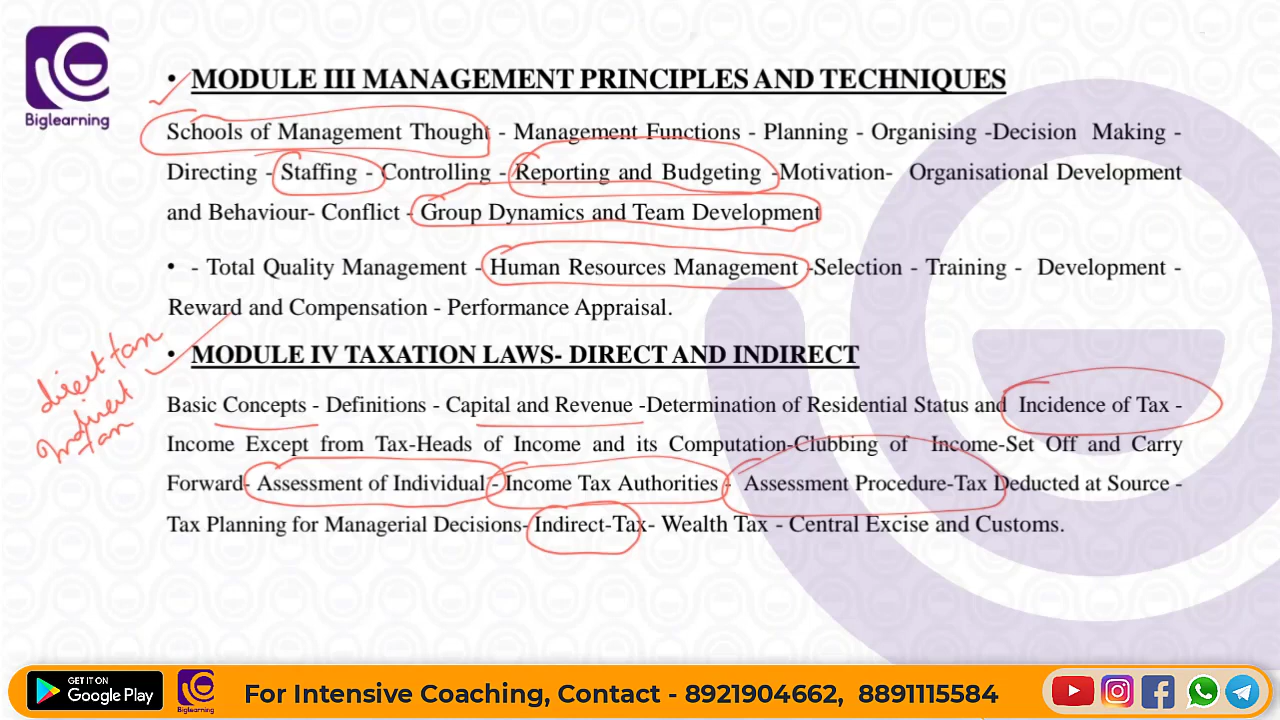 Biglearning
• MODULE III MANAGEMENT PRINCIPLES AND TECHNIQUES
Schools of Management Thought - Management Functions - Planning - Organising -Decision Making -
Directing - Staffing - Controlling - Reporting and Budgeting -Motivation- Organisational Development
and Behaviour- Conflict - Group Dynamics and Team Development
• - Total Quality Management - Human Resources Management -Selection - Training - Development -
Reward and Compensation - Performance Appraisal.
direct tan
Indirect
tan
• MODULE IV TAXATION LAWS- DIRECT AND INDIRECT
Basic Concepts - Definitions - Capital and Revenue -Determination of Residential Status and Incidence of Tax -
Income Except from Tax-Heads of Income and its Computation-Clubbing of Income-Set Off and Carry
Forward- Assessment of Individual - Income Tax Authorities - Assessment Procedure-Tax Deducted at Source -
Tax Planning for Managerial Decisions- Indirect-Tax- Wealth Tax - Central Excise and Customs.
GET IT ON
Google Play
Biglearning
For Intensive Coaching, Contact - 8921904662, 8891115584